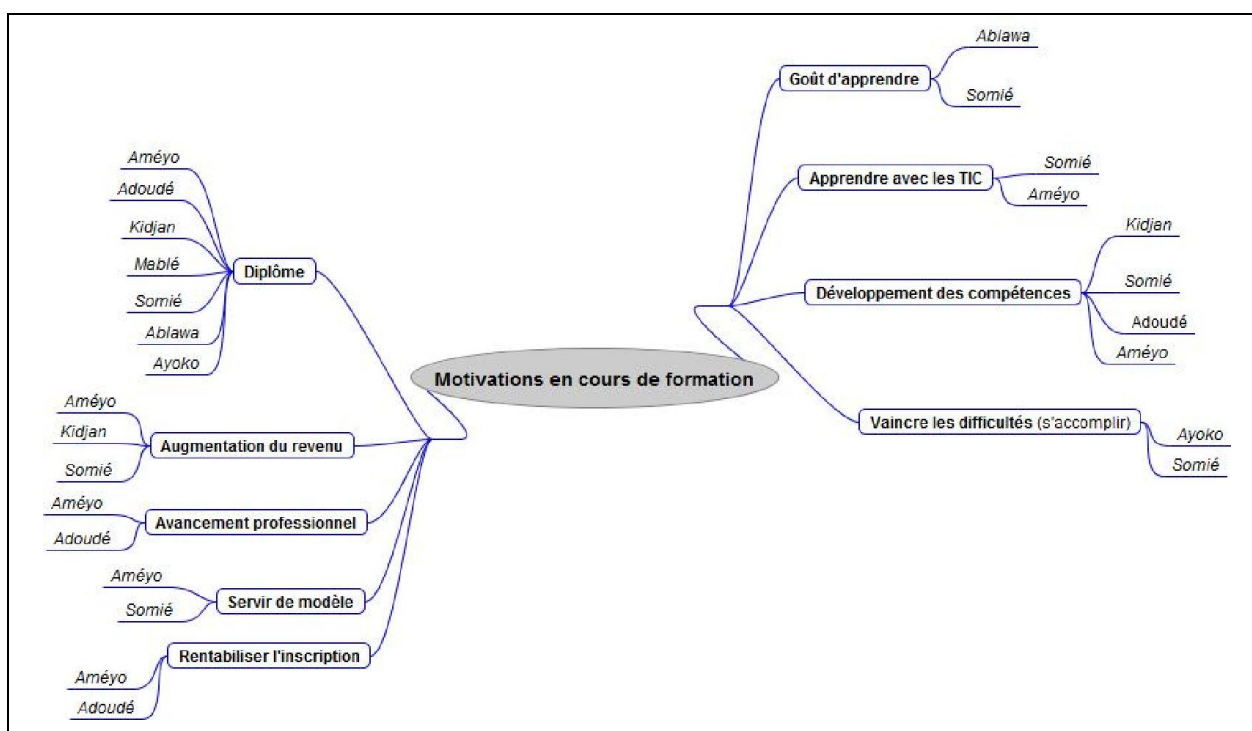 Motivations en cours de formation
Diplôme
Améyo
Adoudé
Kidjan
Mablé
Somié
Ablawa
Ayoko
Augmentation du revenu
Améyo
Kidjan
Somié
Avancement professionnel
Améyo
Adoudé
Servir de modèle
Améyo
Somié
Rentabiliser l'inscription
Améyo
Adoudé
Goût d'apprendre
Ablawa
Somié
Apprendre avec les TIC
Somié
Améyo
Développement des compétences
Kidjan
Somié
Adoudé
Améyo
Vaincre les difficultés (s'accomplir)
Ayoko
Somié